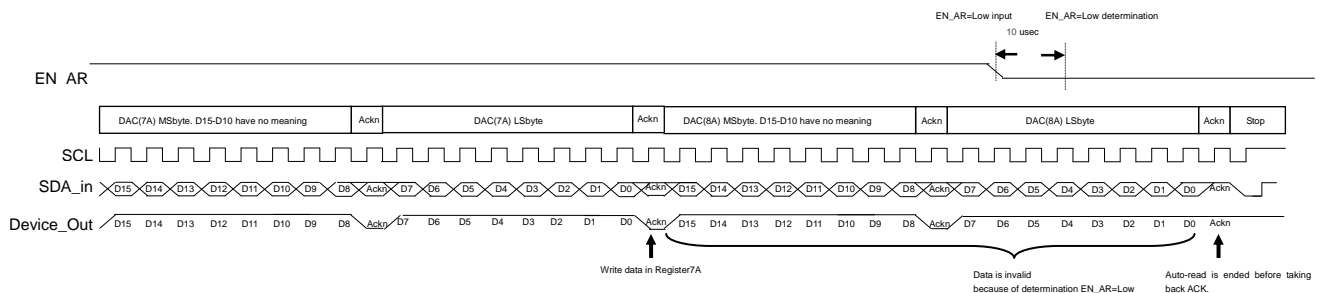 EN_AR=Low input EN_AR=Low determination
10 usec
EN AR
DAC(7A) MSbyte. D15-D10 have no meaning Ackn DAC(7A) LSbyte Ackn DAC(8A) MSbyte. D15-D10 have no meaning Ackn DAC(8A) LSbyte Ackn Stop
SCL
SDA_in D15 D14 D13 D12 D11 D10 D9 D8 Ackn D7 D6 D5 D4 D3 D2 D1 D0 Ackn D15 D14 D13 D12 D11 D10 D9 D8 Ackn D7 D6 D5 D4 D3 D2 D1 D0 Ackn
Device_Out D15 D14 D13 D12 D11 D10 D9 D8 Ackn D7 D6 D5 D4 D3 D2 D1 D0 Ackn D15 D14 D13 D12 D11 D10 D9 D8 Ackn D7 D6 D5 D4 D3 D2 D1 D0 Ackn
Write data in Register7A
Data is invalid
because of determination EN_AR=Low
Auto-read is ended before taking
back ACK.